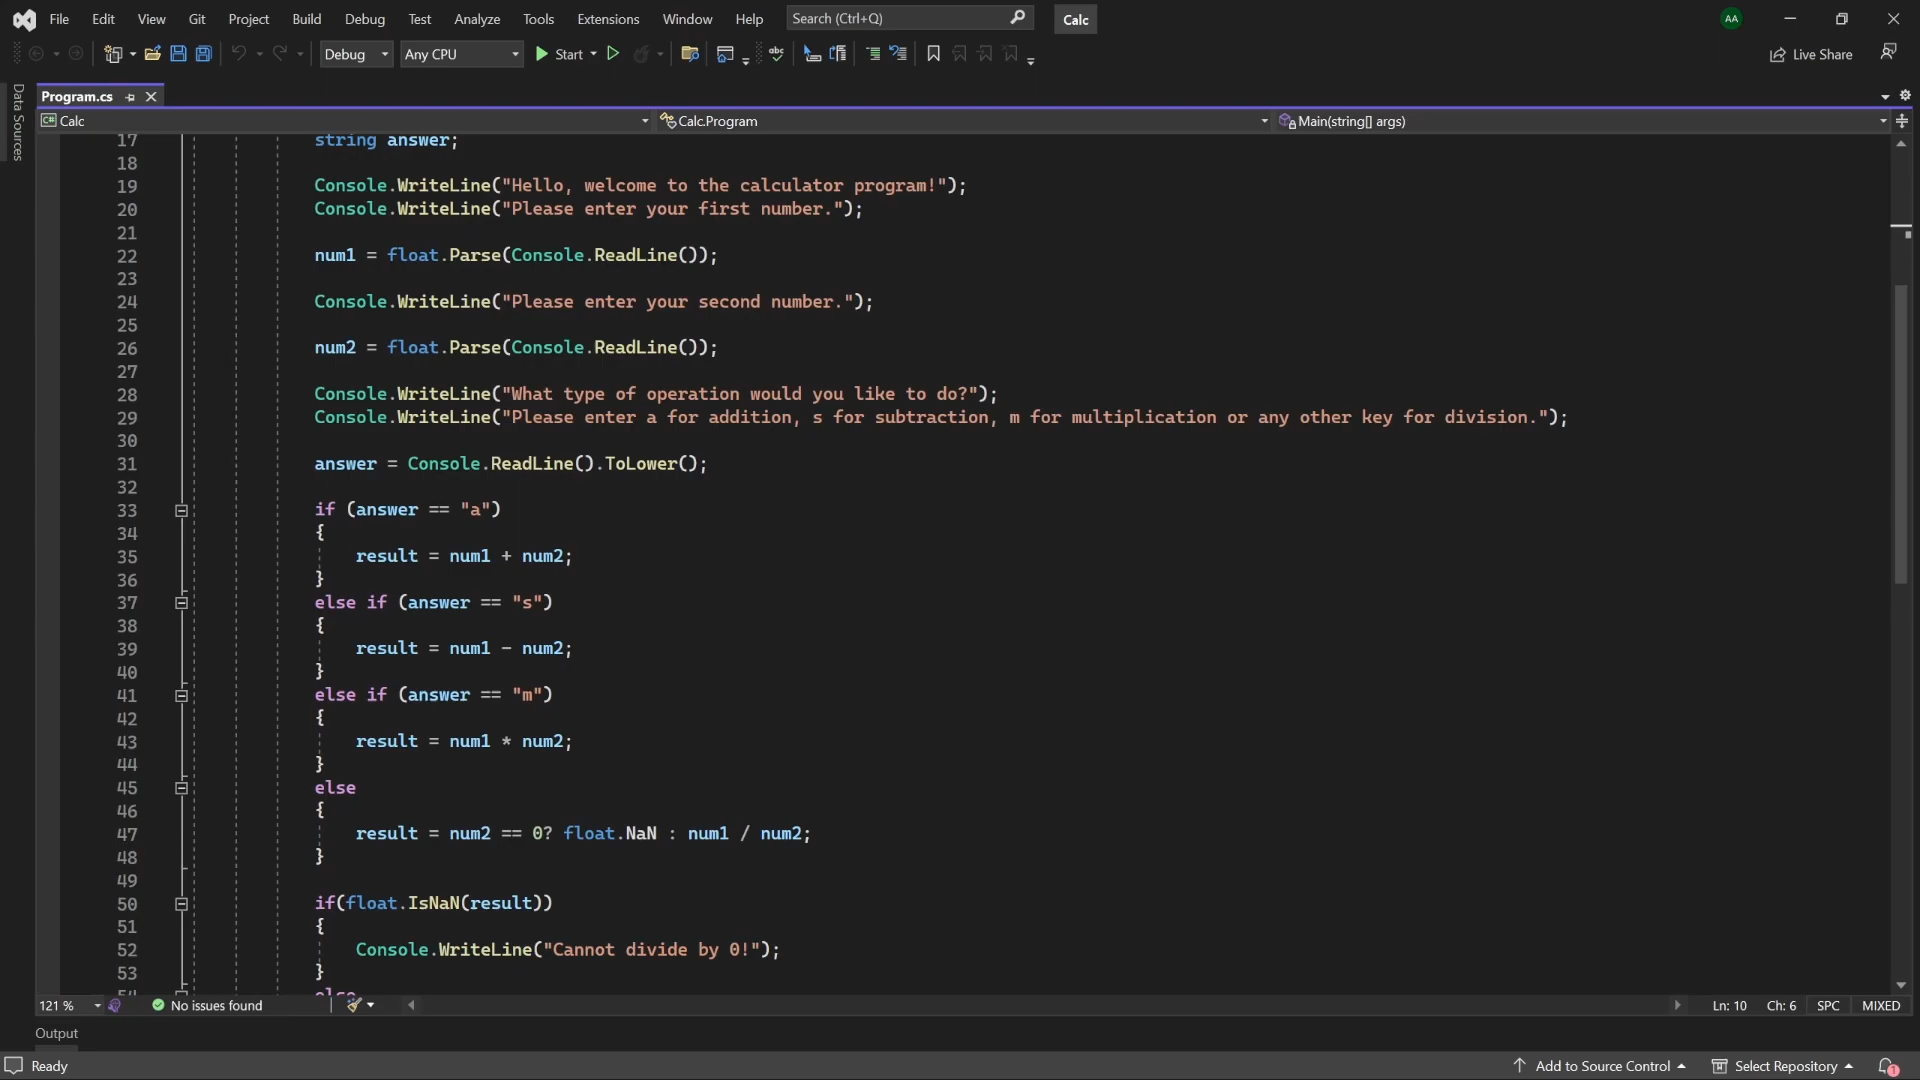 File Edit View Git Project Build Debug Test Analyze Tools Extensions Window Help Search (Ctrl+Q) Calc AA
Debug Any CPU Start Live Share
Data Sources
Program.cs
C# Calc Calc.Program Main(string[] args)
17 string answer;
18
19 Console.WriteLine("Hello, welcome to the calculator program!");
20 Console.WriteLine("Please enter your first number.");
21
22 num1 = float.Parse(Console.ReadLine());
23
24 Console.WriteLine("Please enter your second number.");
25
26 num2 = float.Parse(Console.ReadLine());
27
28 Console.WriteLine("What type of operation would you like to do?");
29 Console.WriteLine("Please enter a for addition, s for subtraction, m for multiplication or any other key for division.");
30
31 answer = Console.ReadLine().ToLower();
32
33 if (answer == "a")
34 {
35 result = num1 + num2;
36 }
37 else if (answer == "s")
38 {
39 result = num1 - num2;
40 }
41 else if (answer == "m")
42 {
43 result = num1 * num2;
44 }
45 else
46 {
47 result = num2 == 0? float.NaN : num1 / num2;
48 }
49
50 if(float.IsNaN(result))
51 {
52 Console.WriteLine("Cannot divide by 0!");
53 }
54 else
121 % No issues found Ln: 10 Ch: 6 SPC MIXED
Output
Ready Add to Source Control Select Repository 1